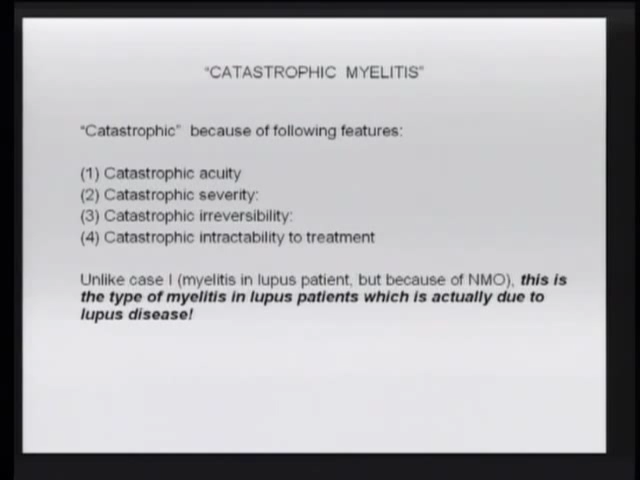 "CATASTROPHIC MYELITIS"
"Catastrophic" because of following features:
(1) Catastrophic acuity
(2) Catastrophic severity:
(3) Catastrophic irreversibility:
(4) Catastrophic intractability to treatment
Unlike case I (myelitis in lupus patient, but because of NMO), this is
the type of myelitis in lupus patients which is actually due to
lupus disease!